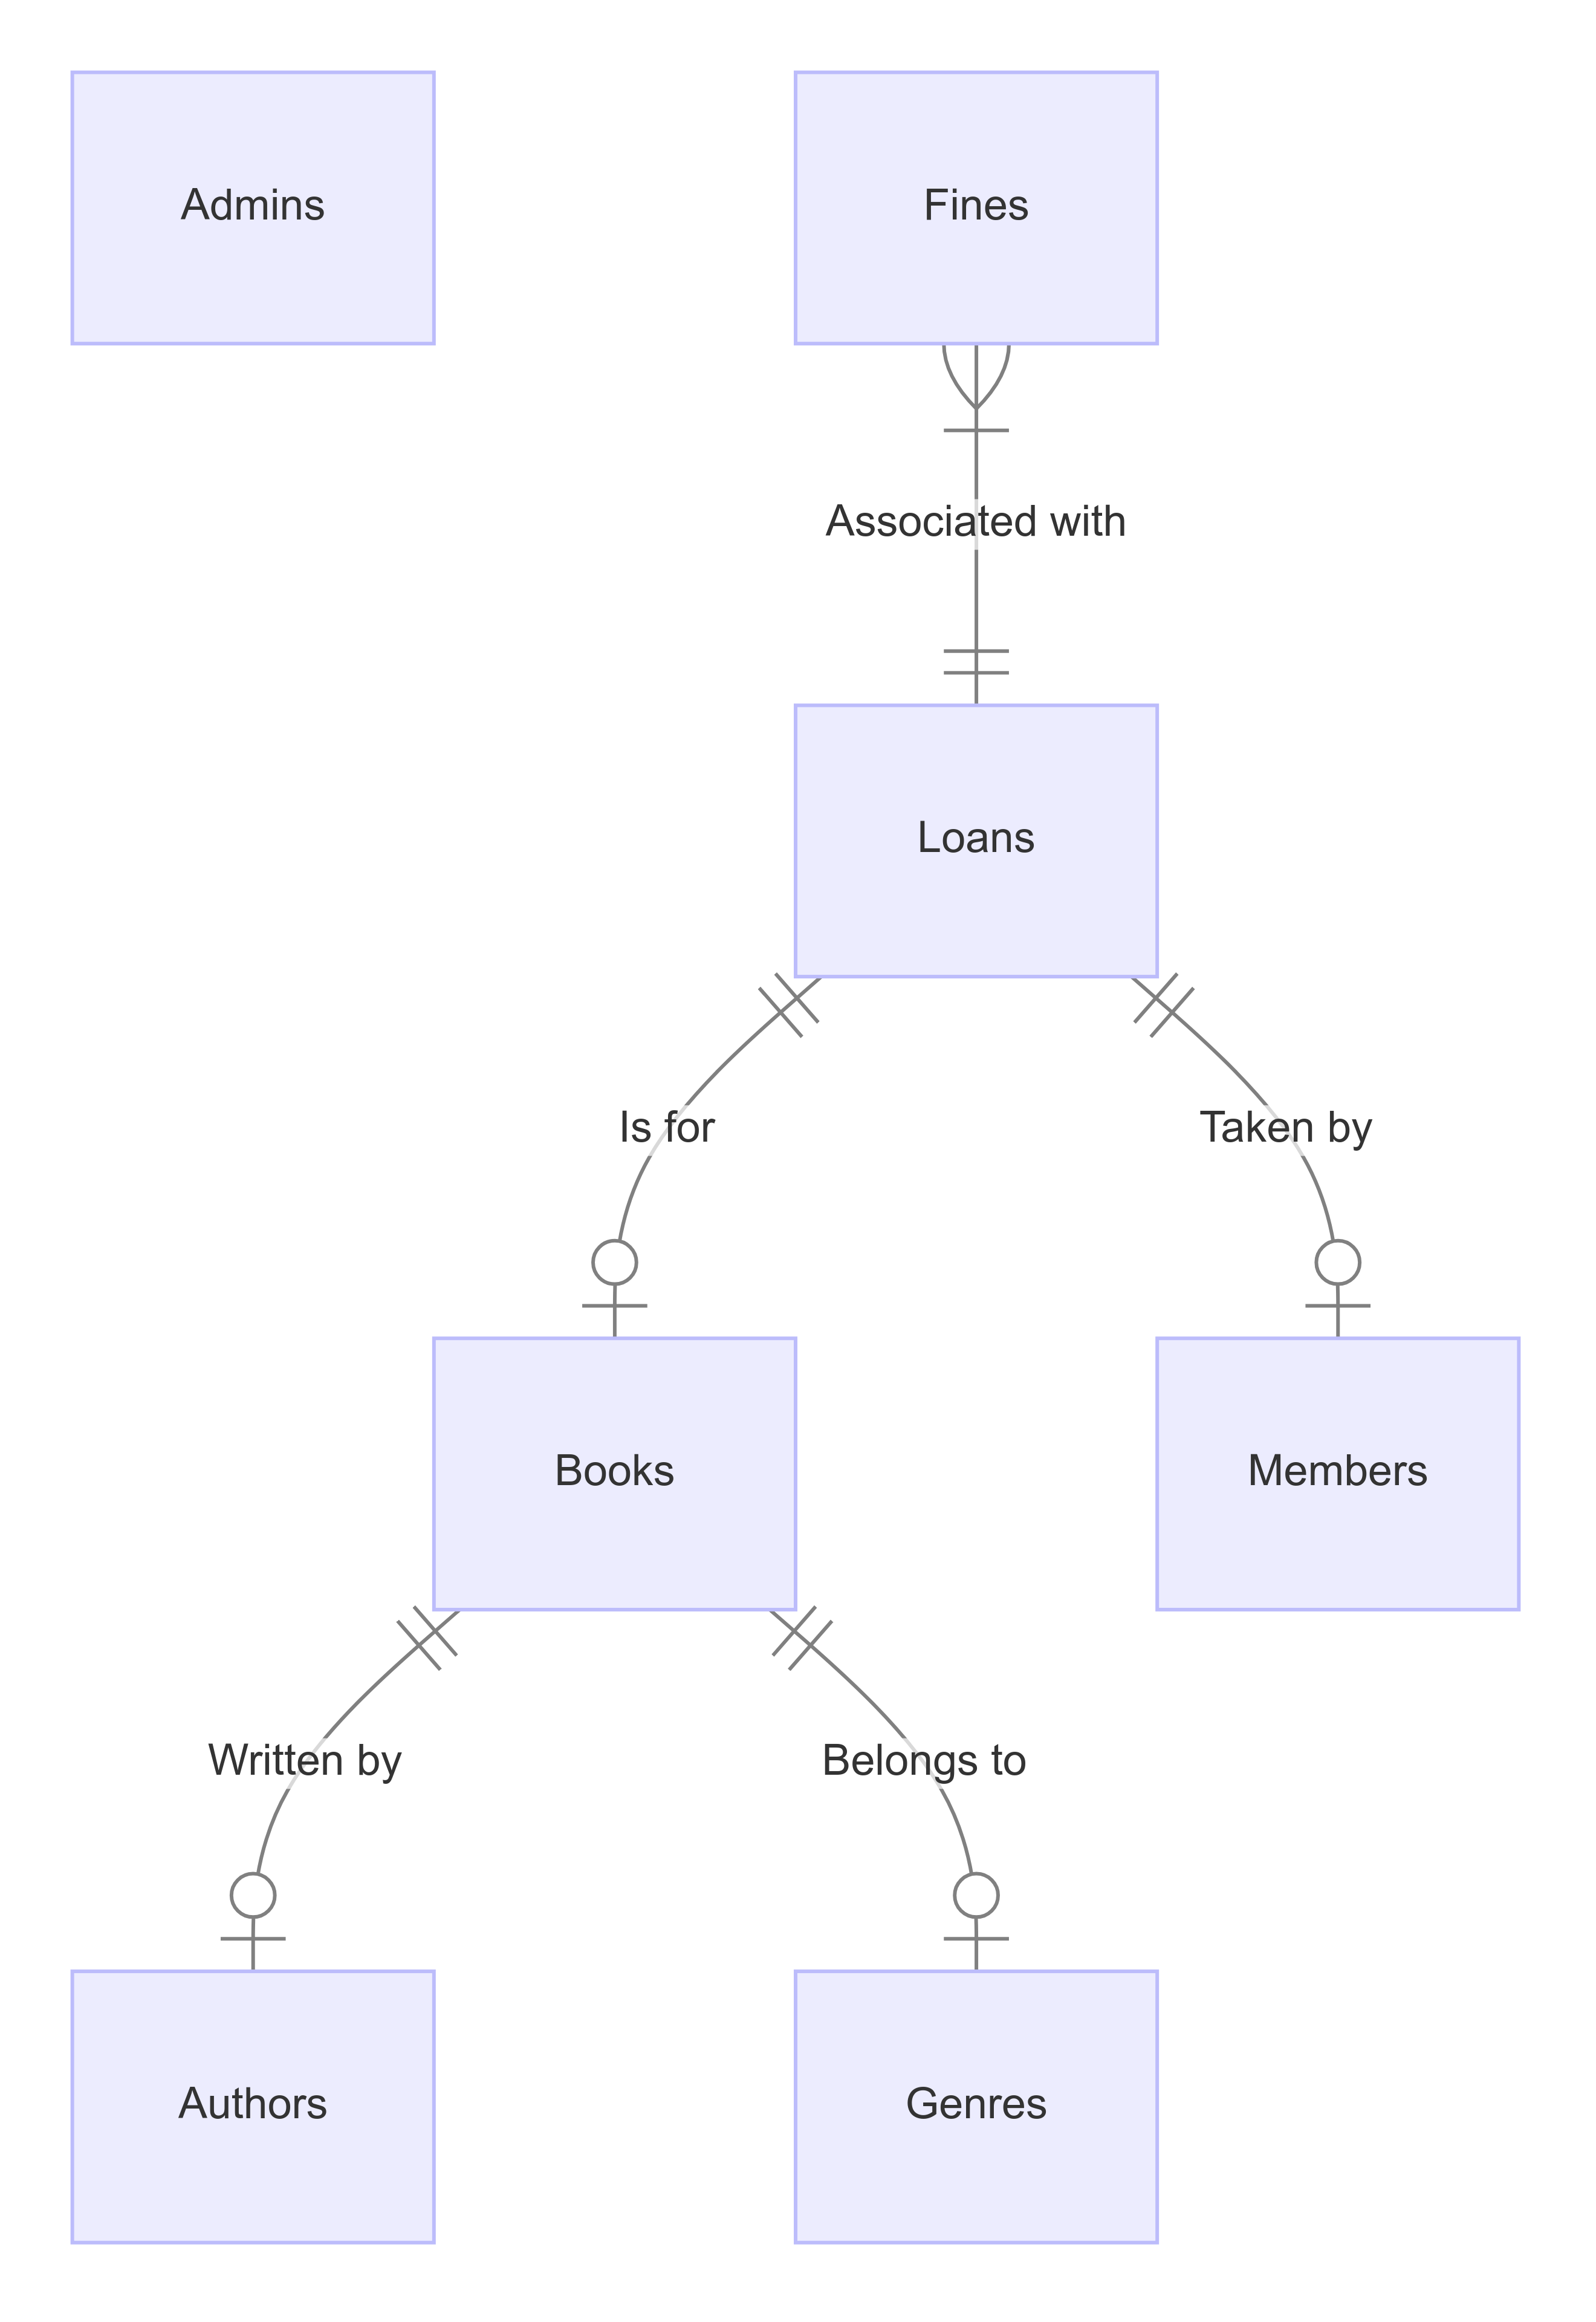 Admins
Fines
Associated with
Loans
Is for
Taken by
Books
Members
Written by
Belongs to
Authors
Genres